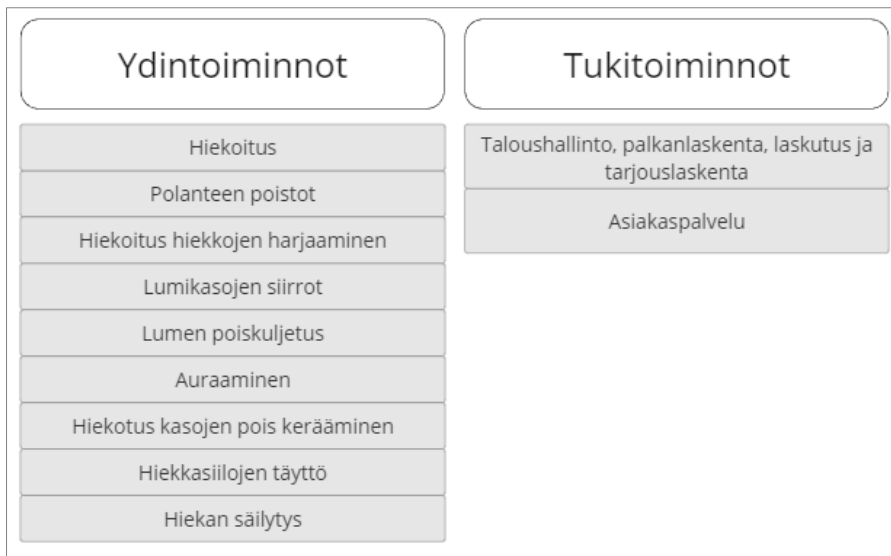 Ydintoiminnot
Hiekoitus
Polanteen poistot
Hiekoitus hiekkojen harjaaminen
Lumikasojen siirrot
Lumen poiskuljetus
Auraaminen
Hiekotus kasojen pois kerääminen
Hiekkasiilojen täyttö
Hiekan säilytys
Tukitoiminnot
Taloushallinto, palkanlaskenta, laskutus ja
tarjouslaskenta
Asiakaspalvelu